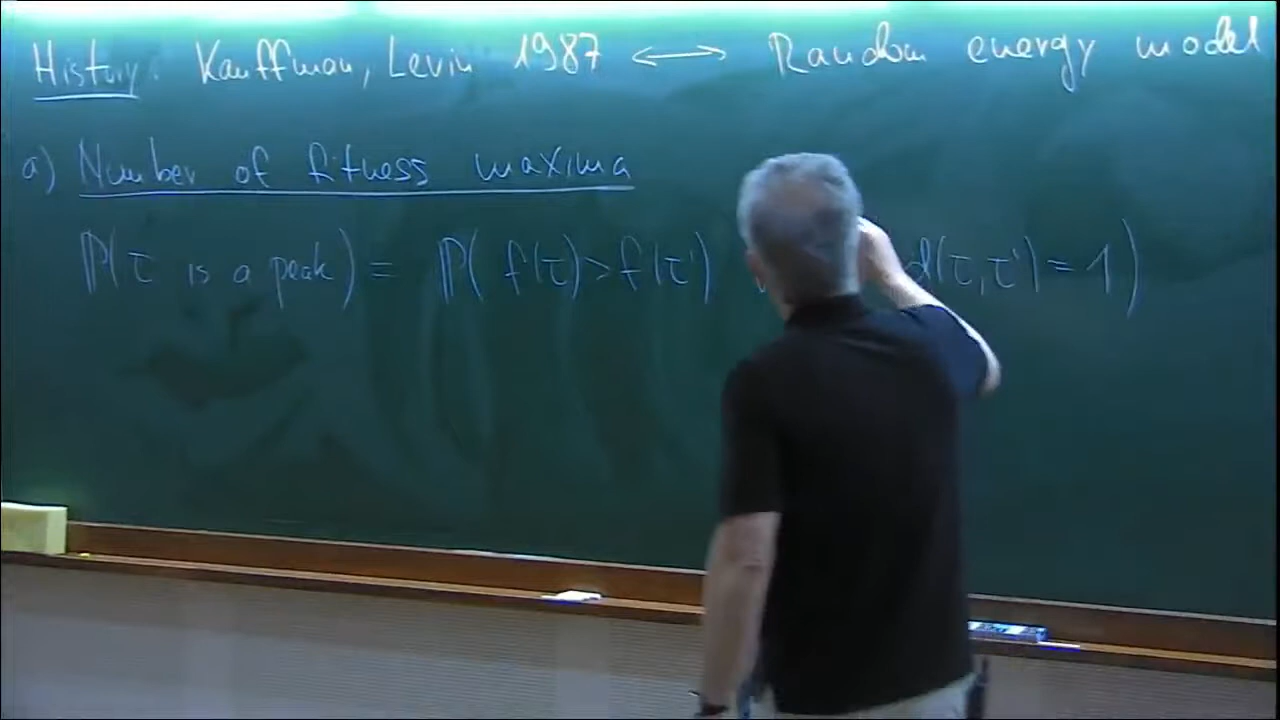 History: Kauffman, Levin 1987 ⟷ Random energy model
a) Number of fitness maxima
ℙ(τ is a peak) = ℙ( f(τ) > f(τ') d(τ,τ') = 1)